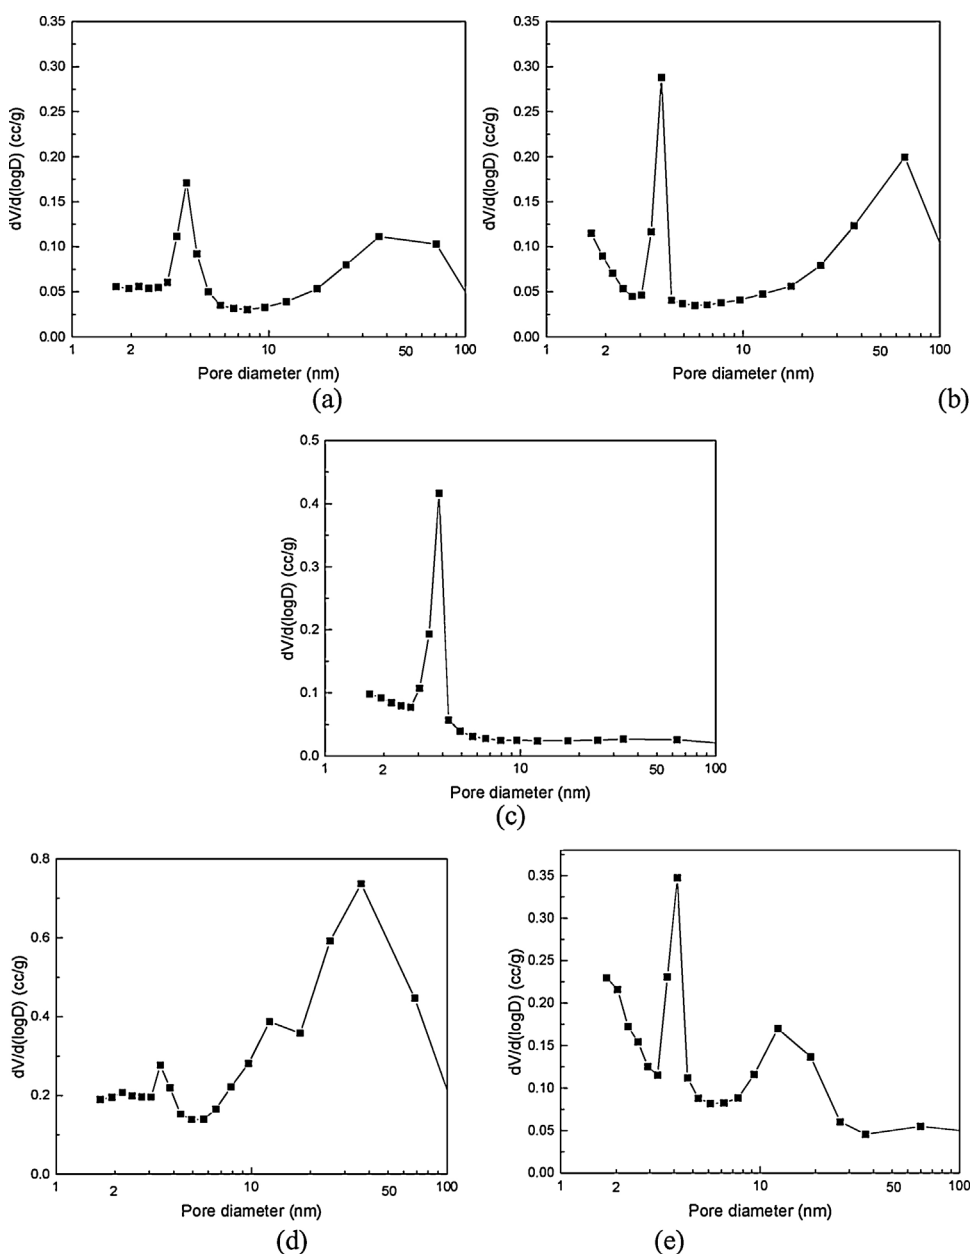 0.35
0.30
0.25
0.20
0.15
0.10
0.05
0.00
dV/d(logD) (cc/g)
1 2 10 50 100
Pore diameter (nm)
(a)
0.35
0.30
0.25
0.20
0.15
0.10
0.05
0.00
dV/d(logD) (cc/g)
1 2 10 50 100
Pore diameter (nm)
(b)
0.5
0.4
0.3
0.2
0.1
0.0
dV/d(logD) (cc/g)
1 2 10 50 100
Pore diameter (nm)
(c)
0.8
0.6
0.4
0.2
0.0
dV/d(logD) (cc/g)
1 2 10 50 100
Pore diameter (nm)
(d)
0.35
0.30
0.25
0.20
0.15
0.10
0.05
0.00
dV/d(logD) (cc/g)
1 2 10 50 100
Pore diameter (nm)
(e)